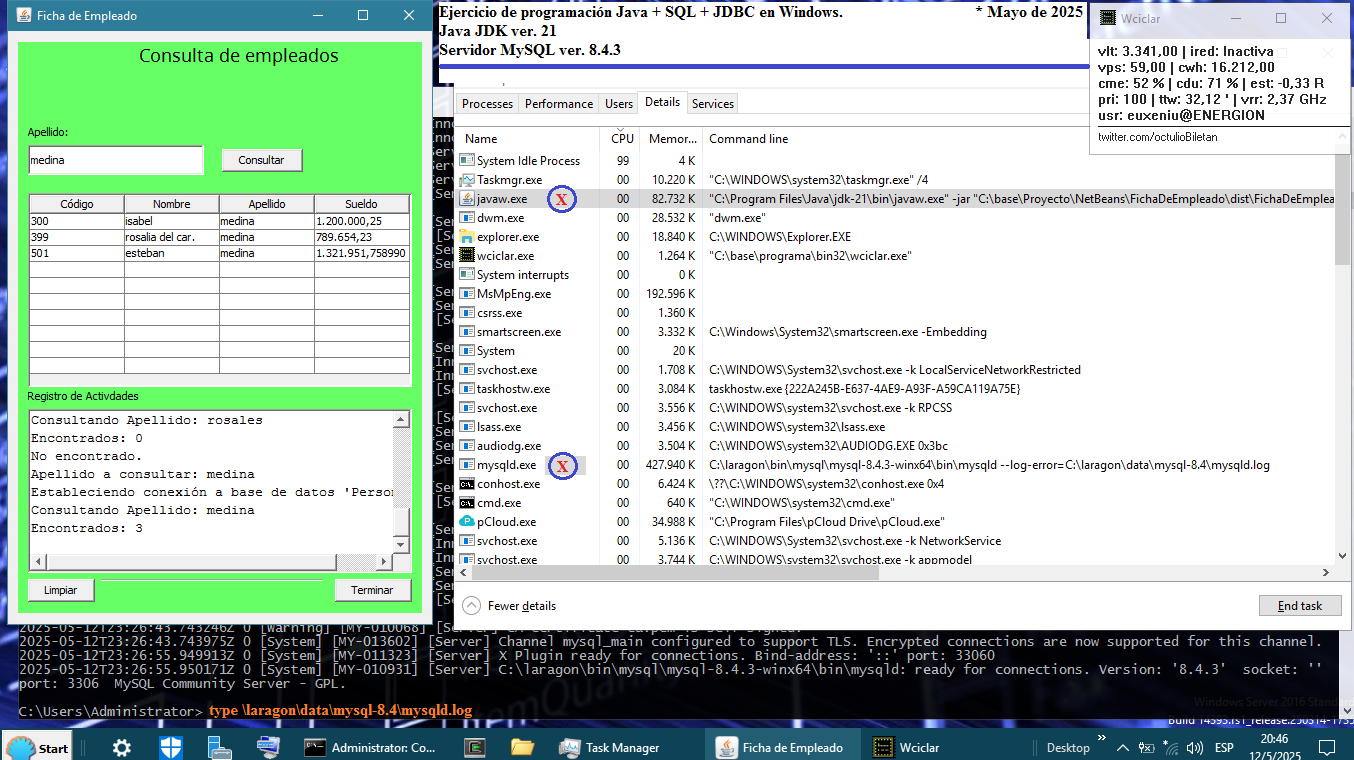 Ficha de Empleado
Consulta de empleados
Apellido:
medina
Consultar
Código Nombre Apellido Sueldo
300 isabel medina 1.200.000,25
399 rosalia del car. medina 789.654,23
501 esteban medina 1.321.951,758990
Registro de Activdades
Consultando Apellido: rosales
Encontrados: 0
No encontrado.
Apellido a consultar: medina
Estableciendo conexión a base de datos 'Person
Consultando Apellido: medina
Encontrados: 3
Limpiar
Terminar
Ejercicio de programación Java + SQL + JDBC en Windows. * Mayo de 2025
Java JDK ver. 21
Servidor MySQL ver. 8.4.3
Wciclar
vlt: 3.341,00 | ired: Inactiva
vps: 59,00 | cwh: 16.212,00
cme: 52 % | cdu: 71 % | est: -0,33 R
pri: 100 | ttw: 32,12 ' | vrr: 2,37 GHz
usr: euxeniu@ENERGION
twitter.com/octulioBiletan
Processes Performance Users Details Services
Name CPU Memor... Command line
System Idle Process 99 4 K
Taskmgr.exe 00 10.220 K "C:\WINDOWS\system32\taskmgr.exe" /4
javaw.exe X 00 82.732 K "C:\Program Files\Java\jdk-21\bin\javaw.exe" -jar "C:\base\Proyecto\NetBeans\FichaDeEmpleado\dist\FichaDeEmplea
dwm.exe 00 28.532 K "dwm.exe"
explorer.exe 00 18.840 K C:\WINDOWS\Explorer.EXE
wciclar.exe 00 1.264 K "C:\base\programa\bin32\wciclar.exe"
System interrupts 00 0 K
MsMpEng.exe 00 192.596 K
csrss.exe 00 1.360 K
smartscreen.exe 00 3.332 K C:\Windows\System32\smartscreen.exe -Embedding
System 00 20 K
svchost.exe 00 1.708 K C:\WINDOWS\System32\svchost.exe -k LocalServiceNetworkRestricted
taskhostw.exe 00 3.084 K taskhostw.exe {222A245B-E637-4AE9-A93F-A59CA119A75E}
svchost.exe 00 3.556 K C:\WINDOWS\system32\svchost.exe -k RPCSS
lsass.exe 00 3.456 K C:\WINDOWS\system32\lsass.exe
audiodg.exe 00 3.504 K C:\WINDOWS\system32\AUDIODG.EXE 0x3bc
mysqld.exe X 00 427.940 K C:\laragon\bin\mysql\mysql-8.4.3-winx64\bin\mysqld --log-error=C:\laragon\data\mysql-8.4\mysqld.log
conhost.exe 00 6.424 K \??\C:\WINDOWS\system32\conhost.exe 0x4
cmd.exe 00 640 K "C:\WINDOWS\system32\cmd.exe"
pCloud.exe 00 34.988 K "C:\Program Files\pCloud Drive\pCloud.exe"
svchost.exe 00 5.136 K C:\WINDOWS\System32\svchost.exe -k NetworkService
svchost.exe 00 3.744 K C:\WINDOWS\system32\svchost.exe -k appmodel
Fewer details
End task
2025-05-12T23:26:43.743246Z 0 [Warning] [MY-010068] [Server]
2025-05-12T23:26:43.743975Z 0 [System] [MY-013602] [Server] Channel mysql_main configured to support TLS. Encrypted connections are now supported for this channel.
2025-05-12T23:26:55.949913Z 0 [System] [MY-011323] [Server] X Plugin ready for connections. Bind-address: '::' port: 33060
2025-05-12T23:26:55.950171Z 0 [System] [MY-010931] [Server] C:\laragon\bin\mysql\mysql-8.4.3-winx64\bin\mysqld: ready for connections. Version: '8.4.3' socket: ''
port: 3306 MySQL Community Server - GPL.
C:\Users\Administrator> type \laragon\data\mysql-8.4\mysqld.log
Windows Server 2016 Standa
Start
Administrator: Co...
Task Manager
Ficha de Empleado
Wciclar
Desktop
ESP
20:46
12/5/2025